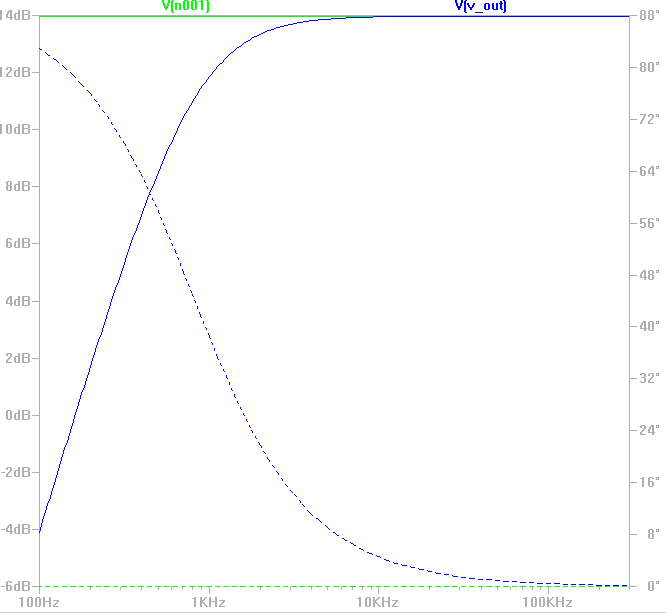 V(n001) V(v_out)
14dB 88°
12dB 80°
10dB 72°
8dB 64°
6dB 56°
4dB 48°
2dB 40°
0dB 32°
-2dB 24°
-4dB 16°
-6dB 8°
0°
100Hz 1KHz 10KHz 100KHz